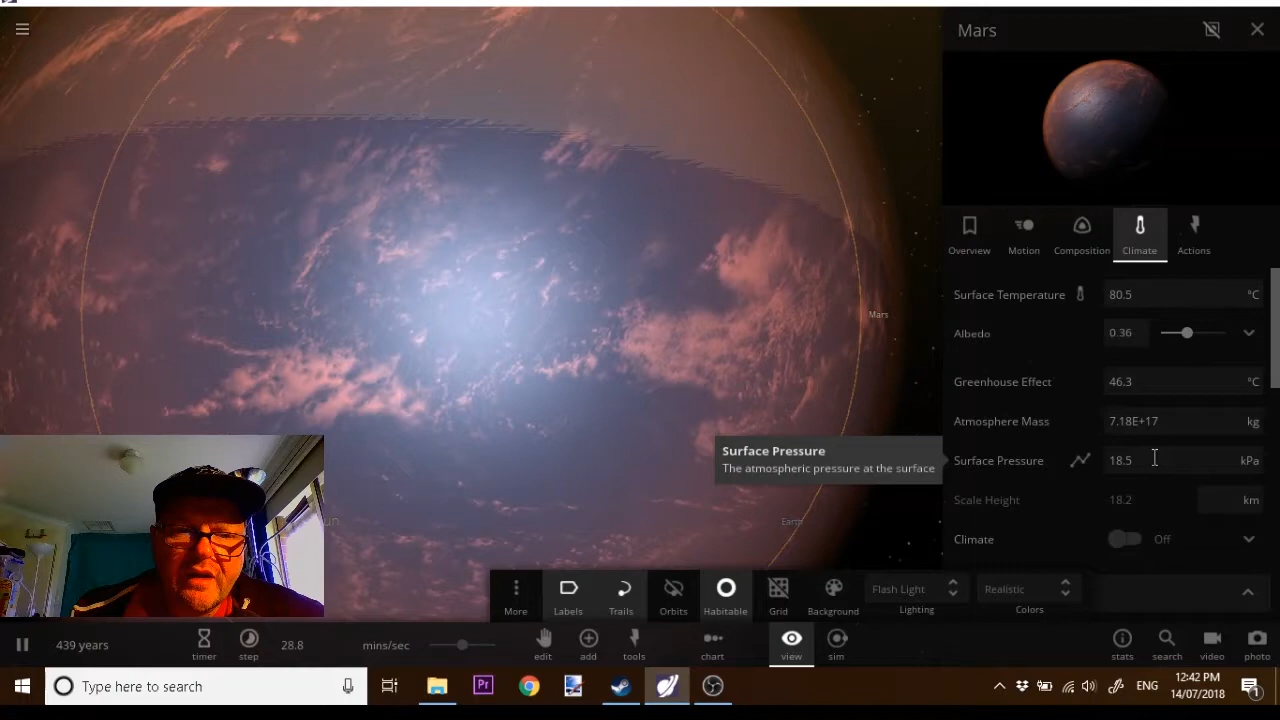 Mars
Overview
Motion
Composition
Climate
Actions
Surface Temperature 80.5 °C
Albedo 0.36
Greenhouse Effect 46.3 °C
Atmosphere Mass 7.18E+17 kg
Surface Pressure 18.5 kPa
Scale Height 18.2 km
Climate Off
Mars
Surface Pressure
The atmospheric pressure at the surface
Earth
un
More
Labels
Trails
Orbits
Habitable
Grid
Background
Flash Light
Lighting
Realistic
Colors
439 years
timer
step
28.8 mins/sec
edit
add
tools
chart
view
sim
stats
search
video
photo
Type here to search
Pr
ENG
12:42 PM
14/07/2018
1